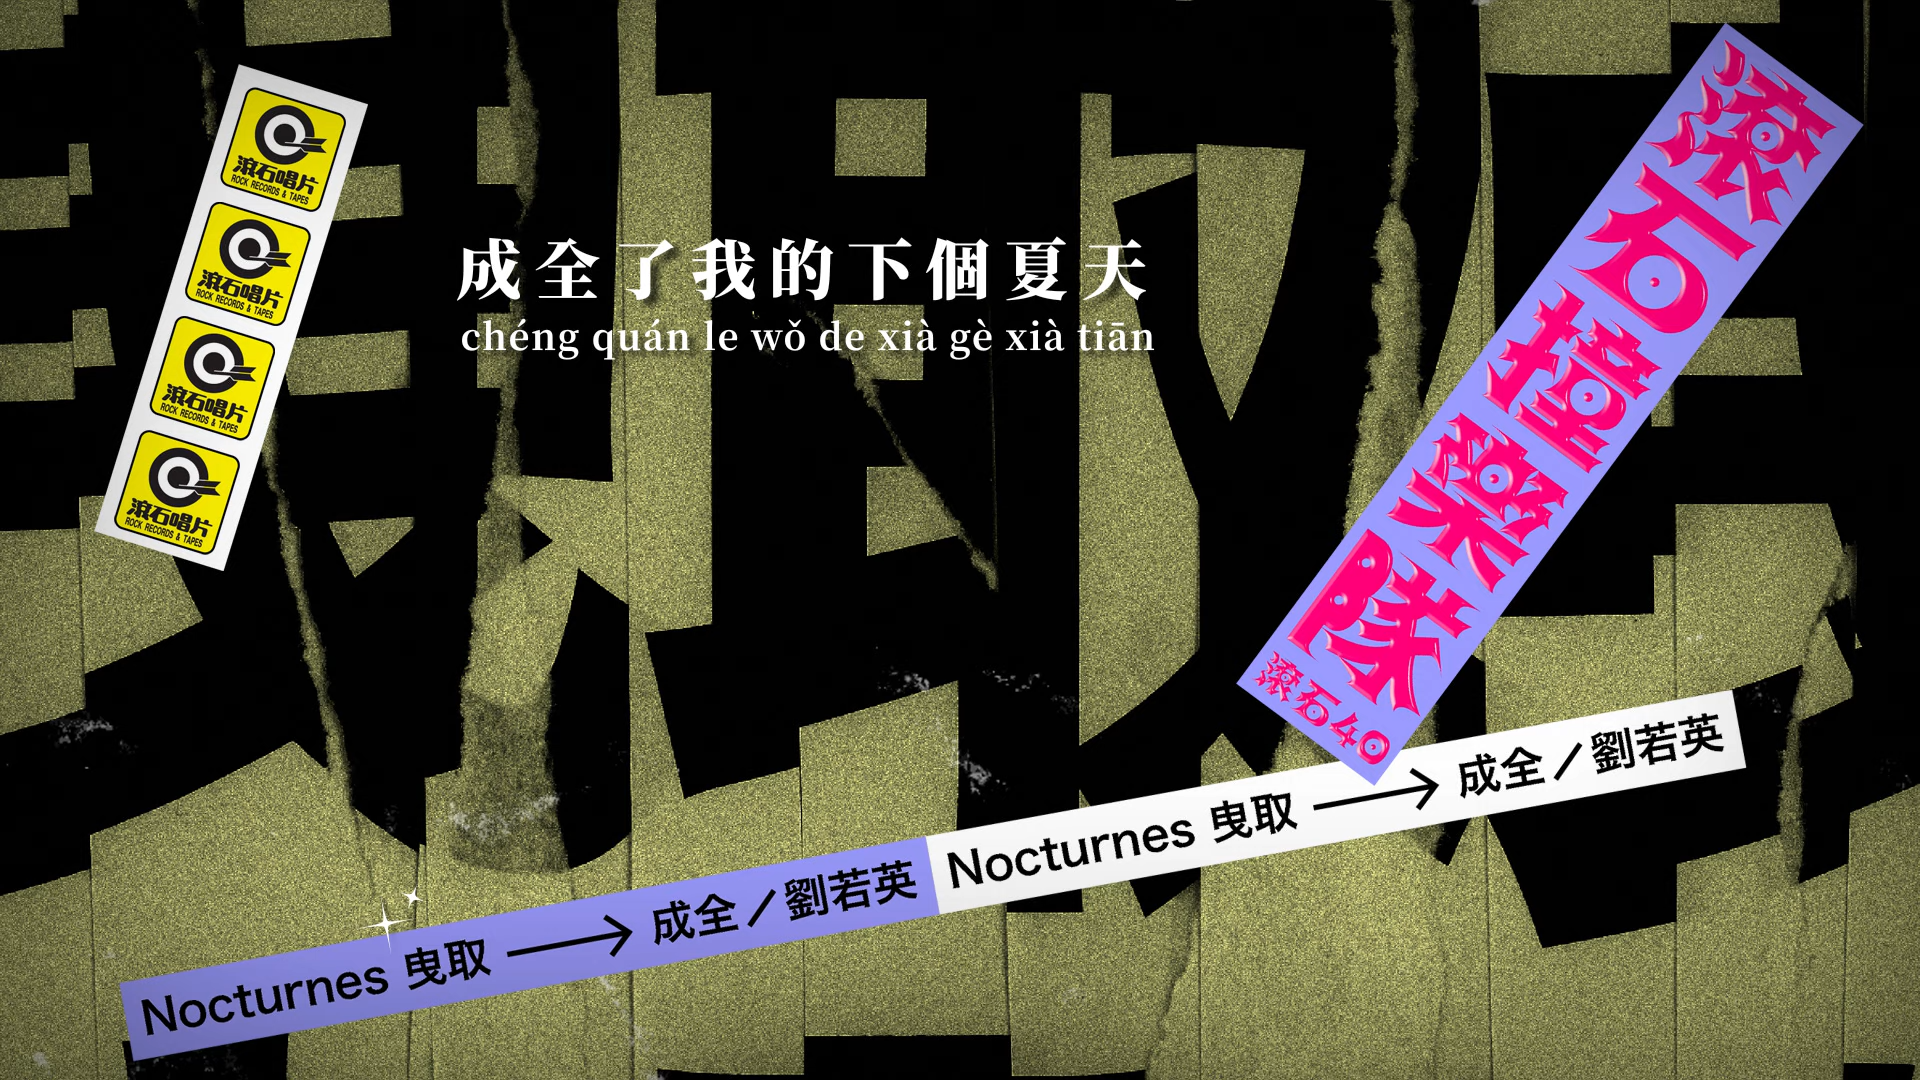 滾石唱片
ROCK RECORDS & TAPES
滾石唱片
ROCK RECORDS & TAPES
滾石唱片
ROCK RECORDS & TAPES
滾石唱片
ROCK RECORDS & TAPES
成全了我的下個夏天
chéng quán le wǒ de xià gè xià tiān
滾石撞樂隊
滾石40
Nocturnes 曳取 → 成全／劉若英
Nocturnes 曳取 → 成全／劉若英